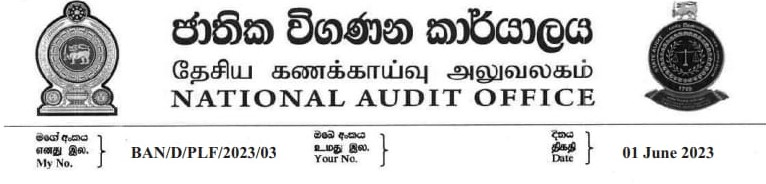 ජාතික විගණන කාර්යාලය
தேசிய கணக்காய்வு அலுவலகம்
NATIONAL AUDIT OFFICE
මගේ අංකය
எனது இல.
My No.
BAN/D/PLF/2023/03
ඔබේ අංකය
உமது இல.
Your No.
දිනය
திகதி
Date
01 June 2023